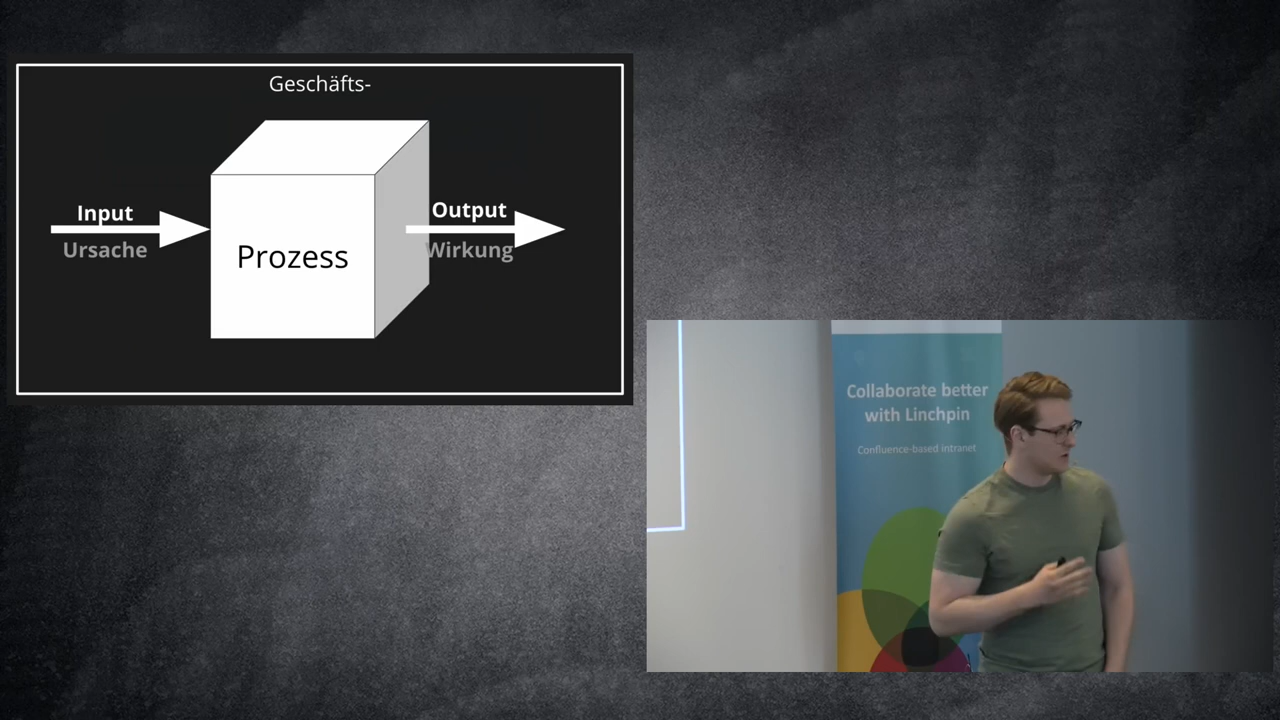 Geschäfts-
Input
Ursache
Prozess
Output
Wirkung
Collaborate better
with Linchpin
Confluence-based intranet